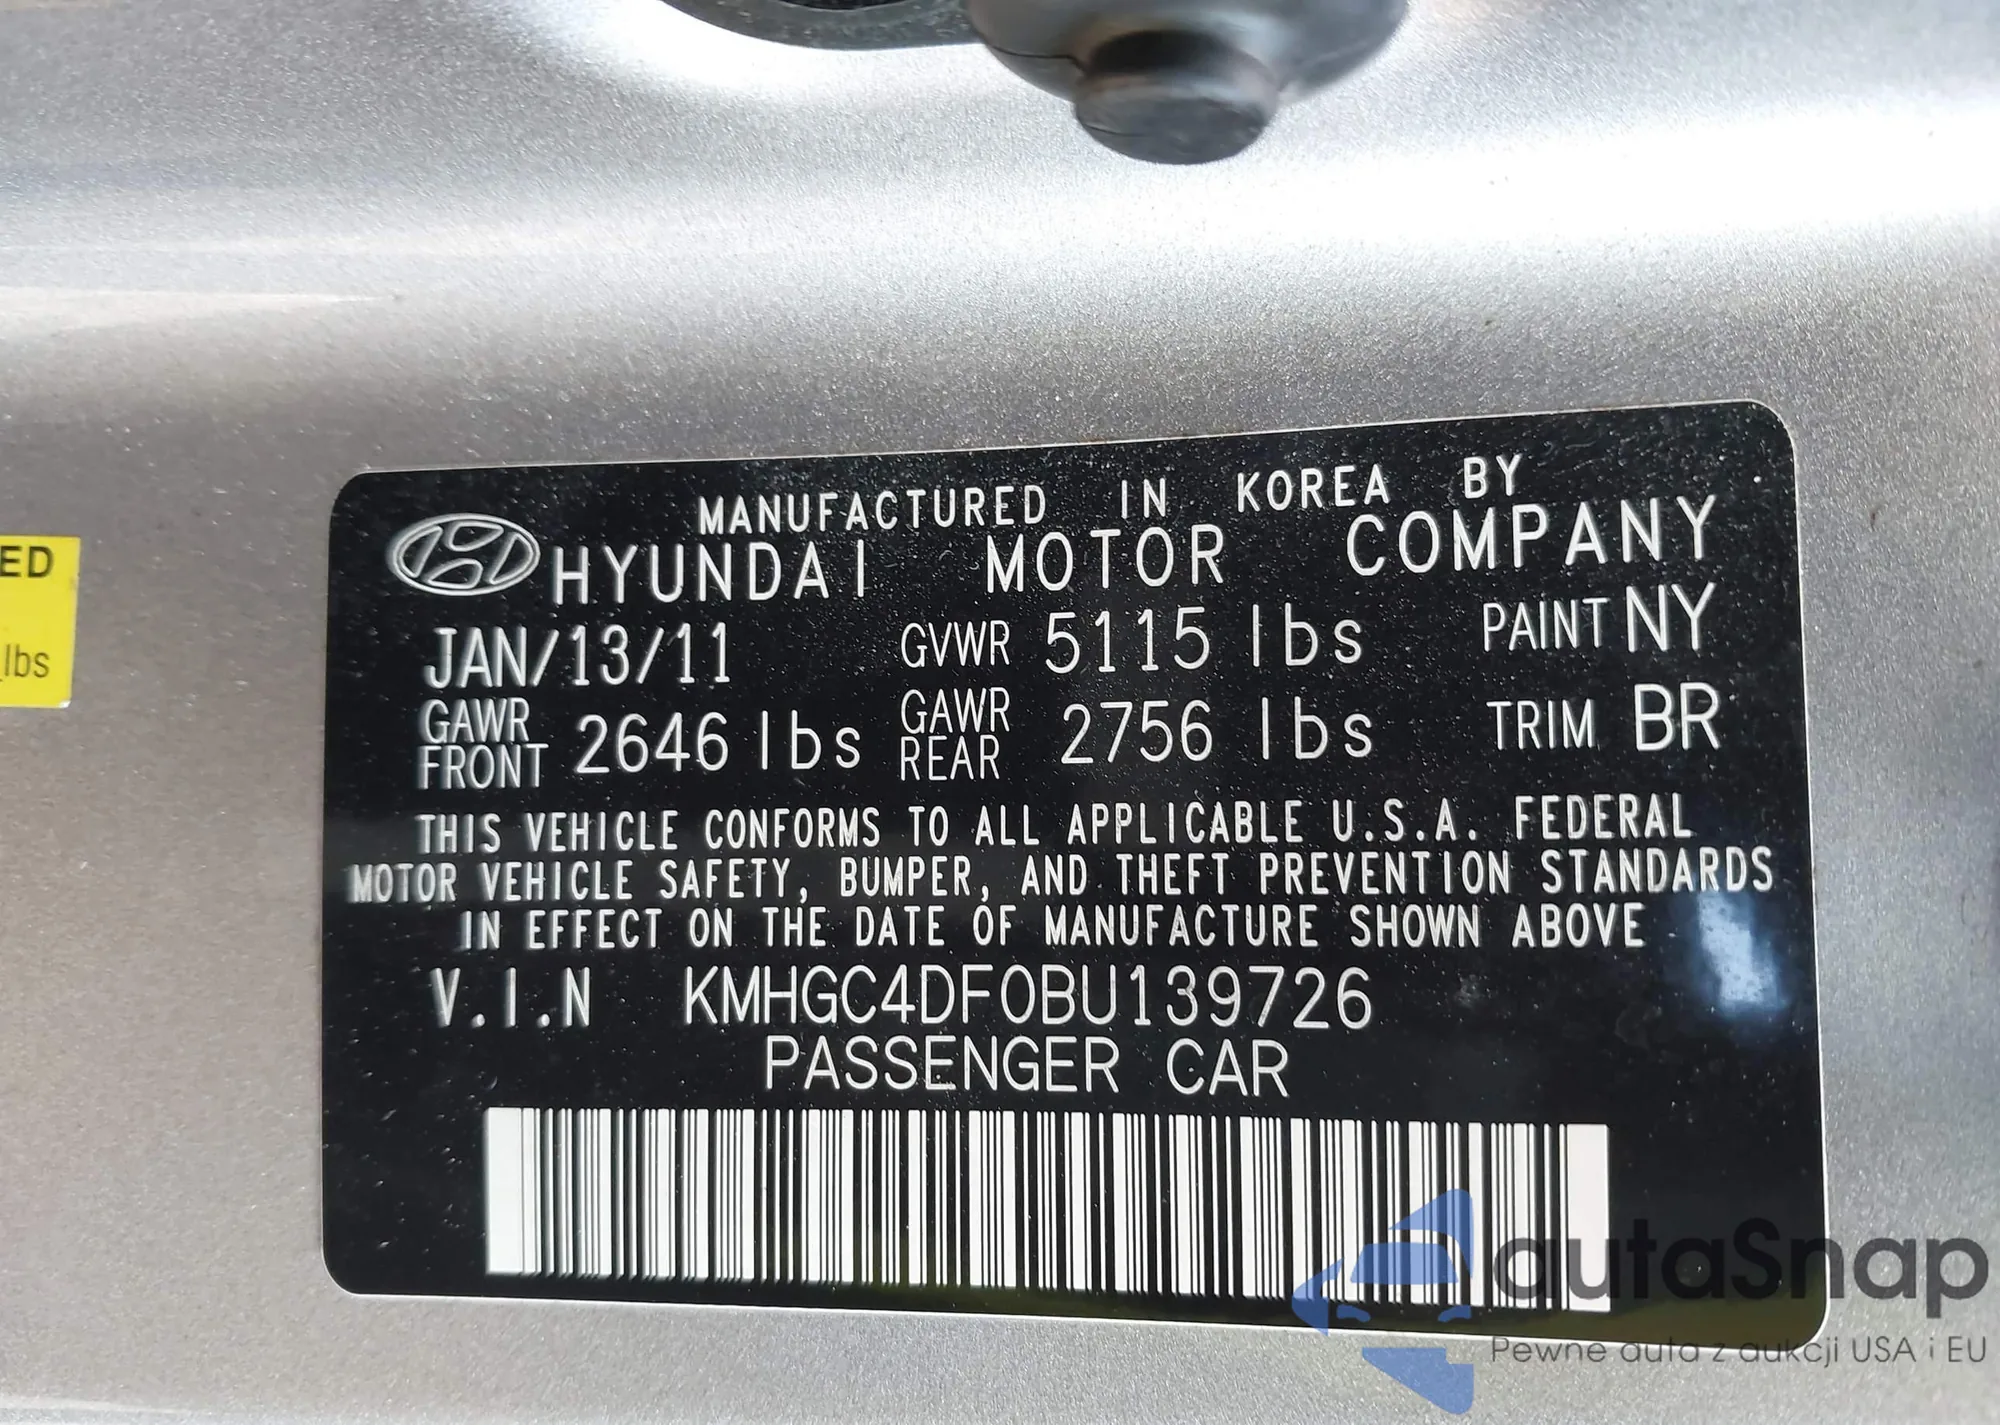 ED
lbs
MANUFACTURED IN KOREA BY
HYUNDAI MOTOR COMPANY
JAN/13/11 GVWR 5115 lbs PAINT NY
GAWR FRONT 2646 lbs GAWR REAR 2756 lbs TRIM BR
THIS VEHICLE CONFORMS TO ALL APPLICABLE U.S.A. FEDERAL
MOTOR VEHICLE SAFETY, BUMPER, AND THEFT PREVENTION STANDARDS
IN EFFECT ON THE DATE OF MANUFACTURE SHOWN ABOVE
V.I.N KMHGC4DF0BU139726
PASSENGER CAR
autaSnap
Pewne auta z aukcji USA i EU